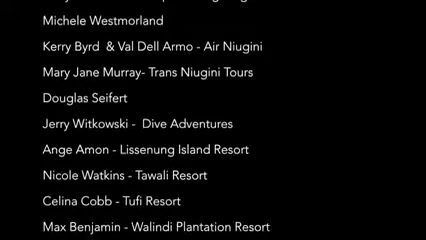 Michele Westmorland
Kerry Byrd & Val Dell Armo - Air Niugini
Mary Jane Murray- Trans Niugini Tours
Douglas Seifert
Jerry Witkowski - Dive Adventures
Ange Amon - Lissenung Island Resort
Nicole Watkins - Tawali Resort
Celina Cobb - Tufi Resort
Max Benjamin - Walindi Plantation Resort